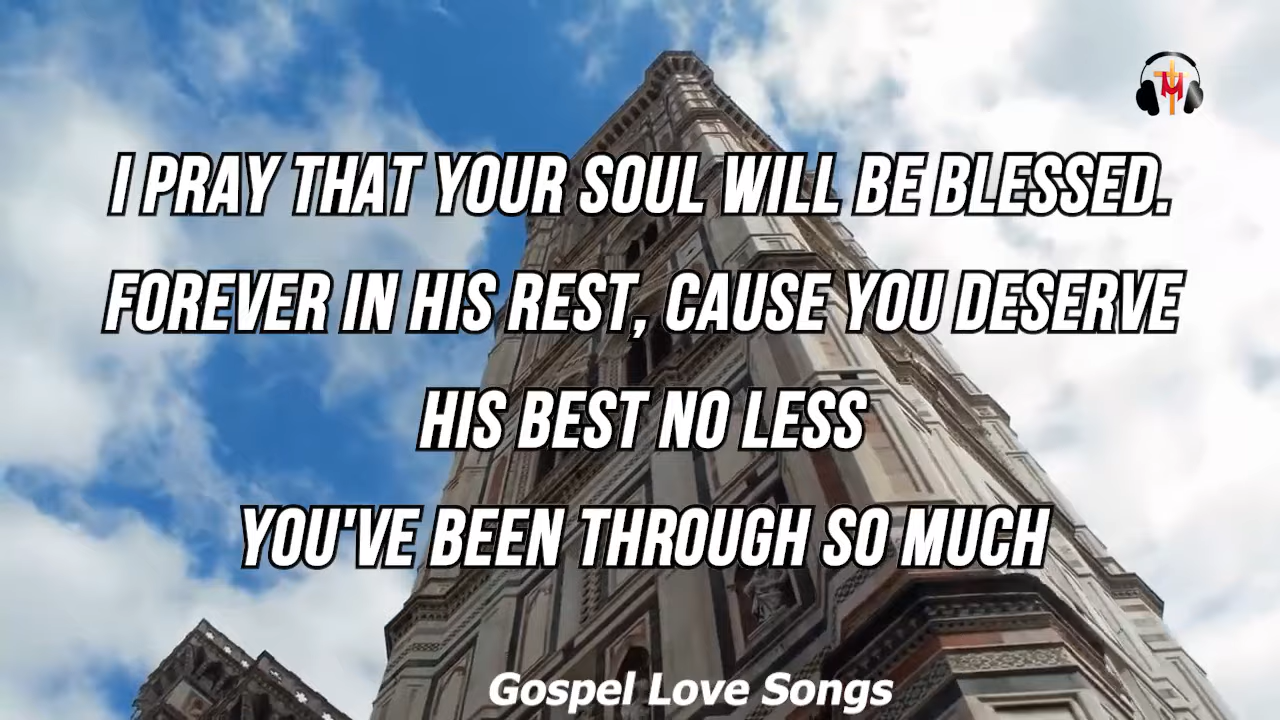 I PRAY THAT YOUR SOUL WILL BE BLESSED.
FOREVER IN HIS REST, CAUSE YOU DESERVE
HIS BEST NO LESS
YOU'VE BEEN THROUGH SO MUCH
Gospel Love Songs